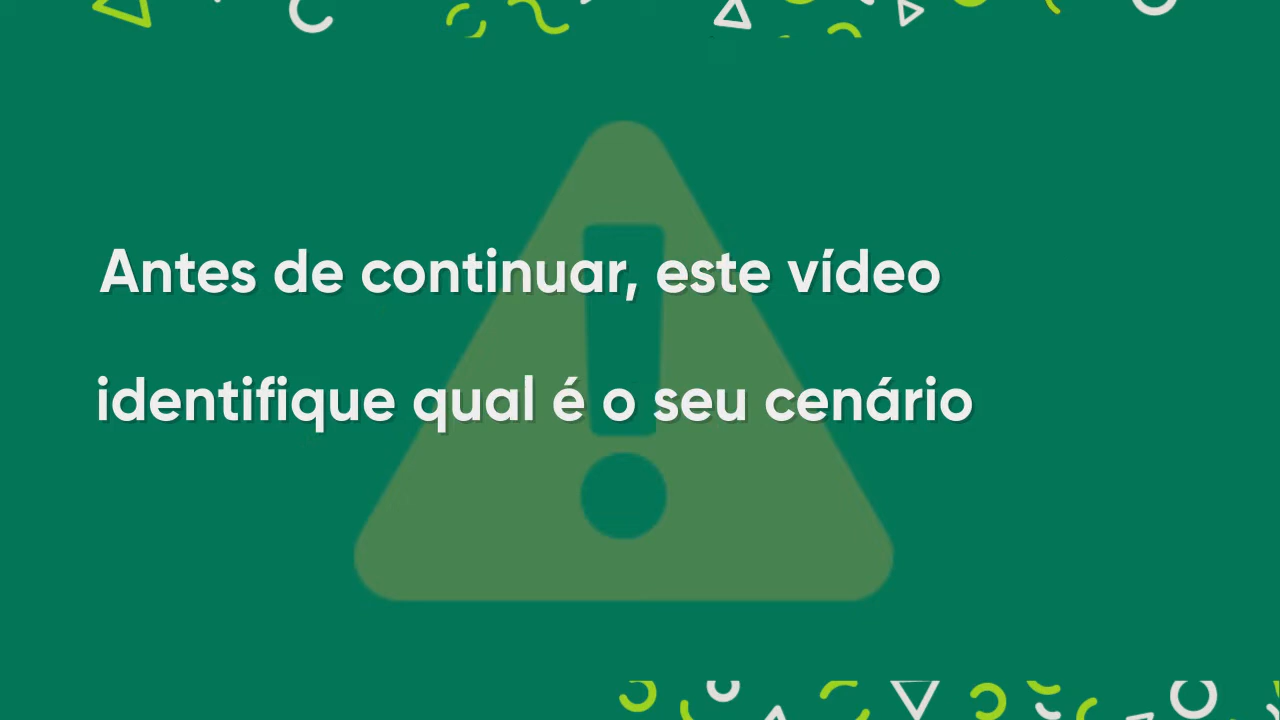 Antes de continuar, este vídeo
identifique qual é o seu cenário